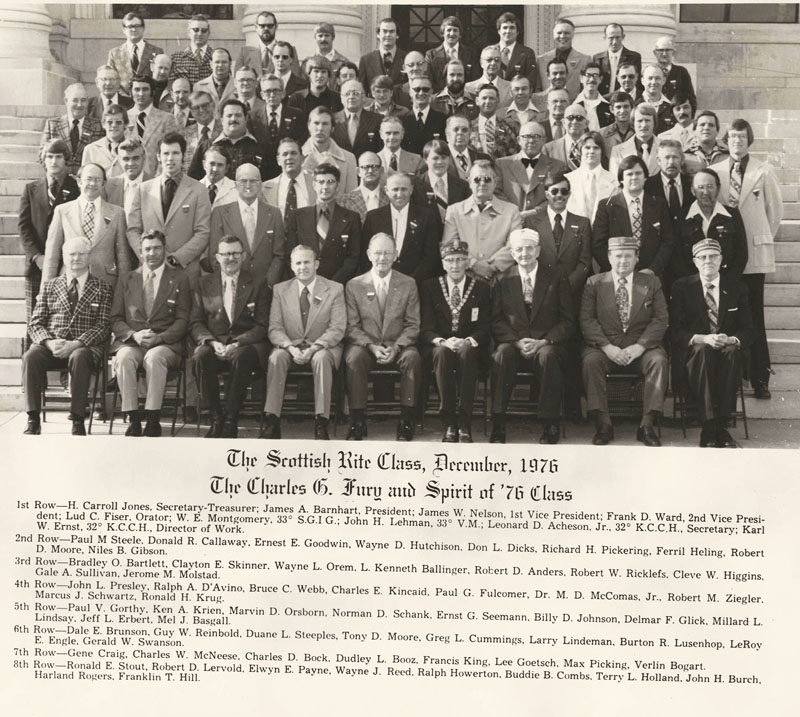 The Scottish Rite Class, December, 1976
The Charles G. Fury and Spirit of '76 Class
1st Row—H. Carroll Jones, Secretary-Treasurer; James A. Barnhart, President; James W. Nelson, 1st Vice President; Frank D. Ward, 2nd Vice Presi-
dent; Lud C. Fiser, Orator; W. E. Montgomery, 33° S.G.I G.; John H. Lehman, 33° V.M.; Leonard D. Acheson, Jr., 32° K.C.C.H., Secretary; Karl
W. Ernst, 32° K.C.C.H., Director of Work.
2nd Row—Paul M Steele, Donald R. Callaway, Ernest E. Goodwin, Wayne D. Hutchison, Don L. Dicks, Richard H. Pickering, Ferril Heling, Robert
D. Moore, Niles B. Gibson.
3rd Row—Bradley O. Bartlett, Clayton E. Skinner, Wayne L. Orem, L. Kenneth Ballinger, Robert D. Anders, Robert W. Ricklefs, Cleve W. Higgins,
Gale A. Sullivan, Jerome M. Molstad.
4th Row—John L. Presley, Ralph A. D'Avino, Bruce C. Webb, Charles E. Kincaid, Paul G. Fulcomer, Dr. M. D. McComas, Jr., Robert M. Ziegler,
Marcus J. Schwartz, Ronald H. Krug.
5th Row—Paul V. Gorthy, Ken A. Krien, Marvin D. Orsborn, Norman D. Schank, Ernst G. Seemann, Billy D. Johnson, Delmar F. Glick, Millard L.
Lindsay, Jeff L. Erbert, Mel J. Basgall.
6th Row—Dale E. Brunson, Guy W. Reinbold, Duane L. Steeples, Tony D. Moore, Greg L. Cummings, Larry Lindeman, Burton R. Lusenhop, LeRoy
E. Engle, Gerald W. Swanson.
7th Row—Gene Craig, Charles W. McNeese, Charles D. Bock, Dudley L. Booz, Francis King, Lee Goetsch, Max Picking, Verlin Bogart.
8th Row—Ronald E. Stout, Robert D. Lervold, Elwyn E. Payne, Wayne J. Reed, Ralph Howerton, Buddie B. Combs, Terry L. Holland, John H. Burch,
Harland Rogers, Franklin T. Hill.